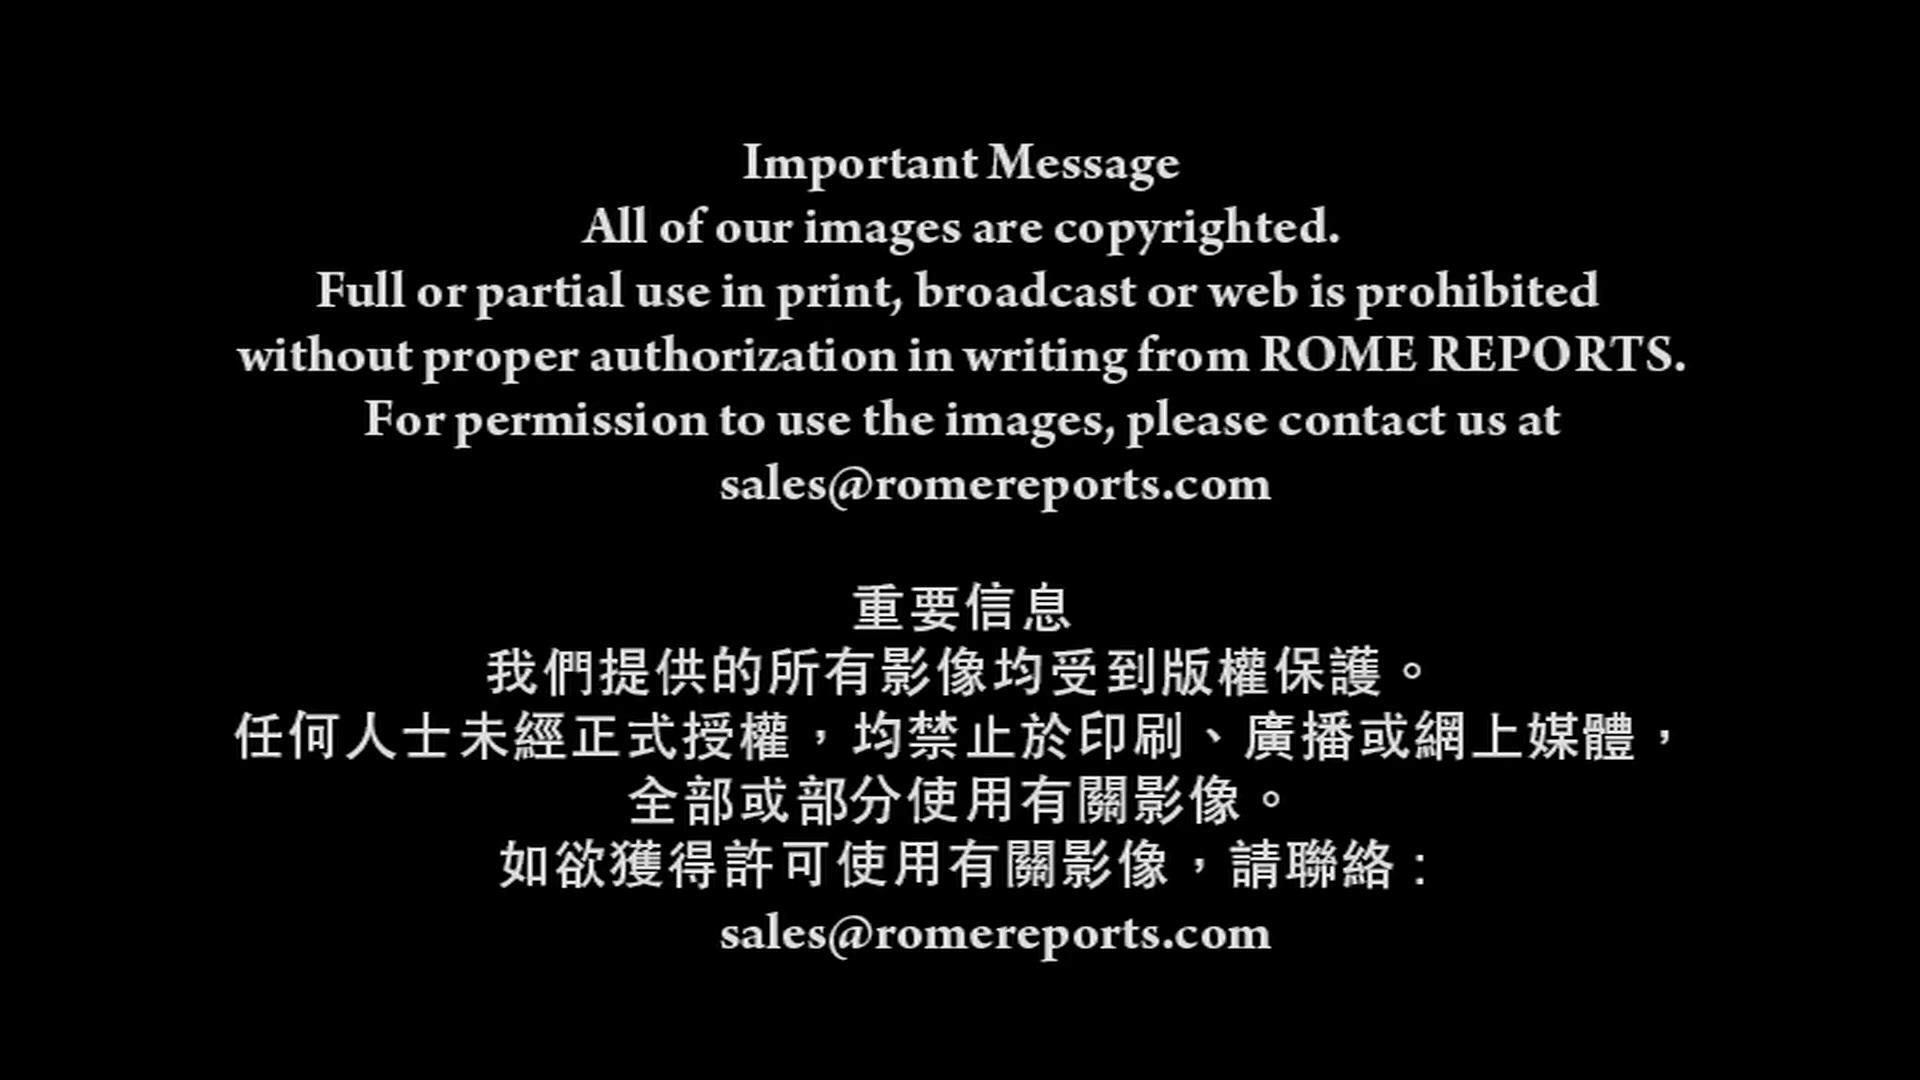 Important Message
All of our images are copyrighted.
Full or partial use in print, broadcast or web is prohibited
without proper authorization in writing from ROME REPORTS.
For permission to use the images, please contact us at
sales@romereports.com
重要信息
我們提供的所有影像均受到版權保護。
任何人士未經正式授權，均禁止於印刷、廣播或網上媒體，
全部或部分使用有關影像。
如欲獲得許可使用有關影像，請聯絡：
sales@romereports.com